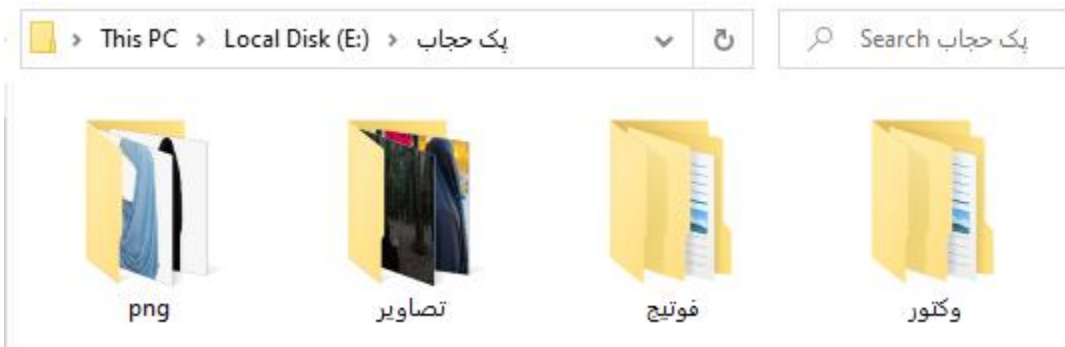 This PC > Local Disk (E:) > پک حجاب
Search پک حجاب
png
تصاویر
فوتیج
وکتور